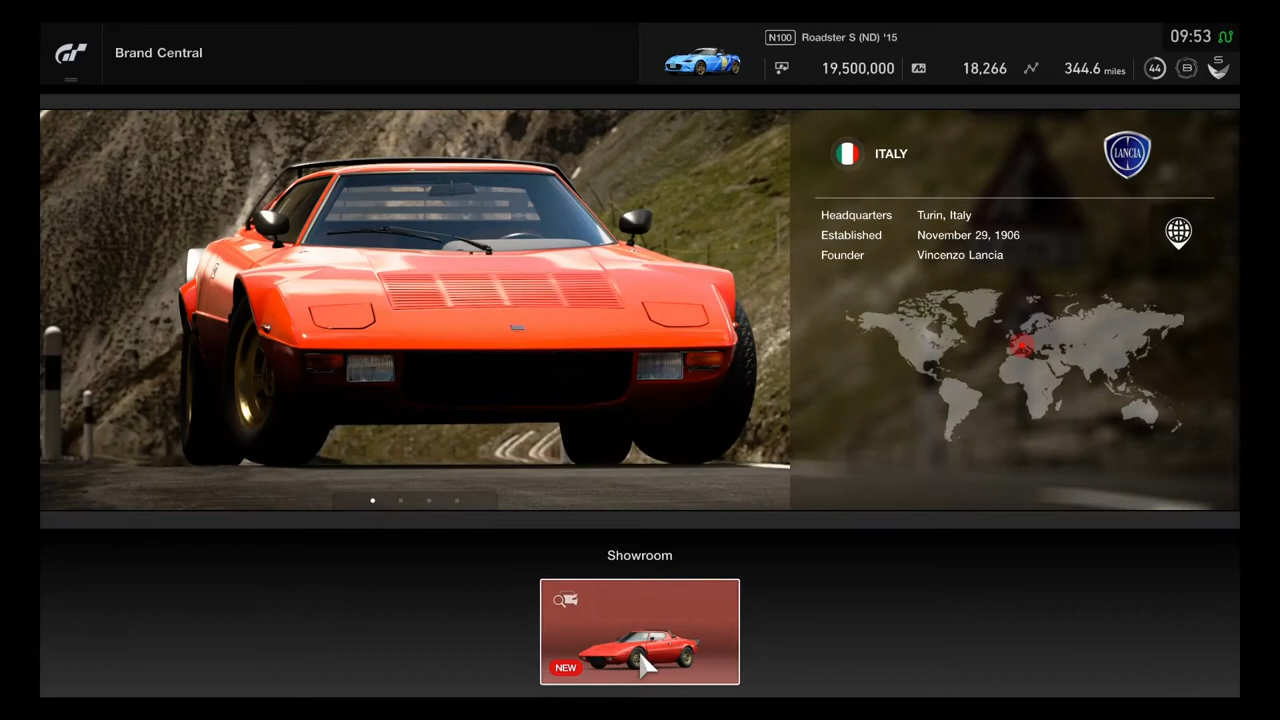 Brand Central
N100 Roadster S (ND) '15
09:53
19,500,000
18,266
344.6 miles
44
B
S
ITALY
LANCIA
Headquarters Turin, Italy
Established November 29, 1906
Founder Vincenzo Lancia
Showroom
NEW